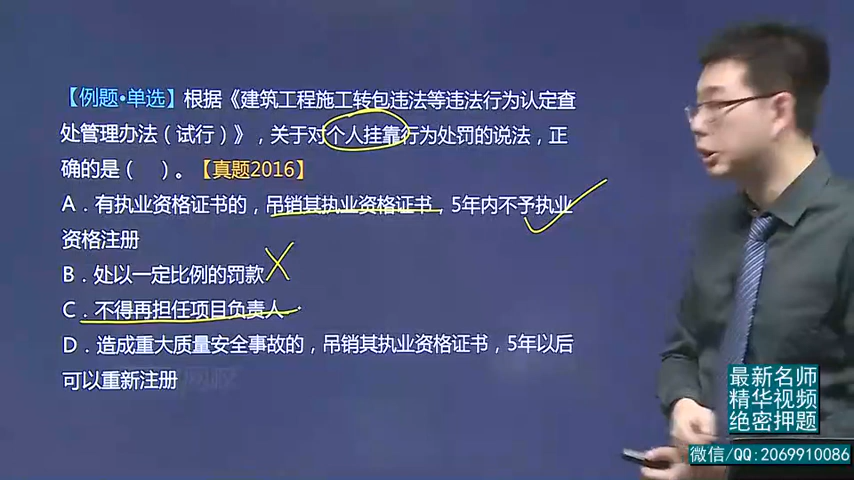 【例题·单选】根据《建筑工程施工转包违法等违法行为认定查
处管理办法（试行）》，关于对个人挂靠行为处罚的说法，正
确的是（ ）。【真题2016】
A．有执业资格证书的，吊销其执业资格证书，5年内不予执业
资格注册
B．处以一定比例的罚款
C．不得再担任项目负责人
D．造成重大质量安全事故的，吊销其执业资格证书，5年以后
可以重新注册
最新名师
精华视频
绝密押题
微信/QQ:2069910086